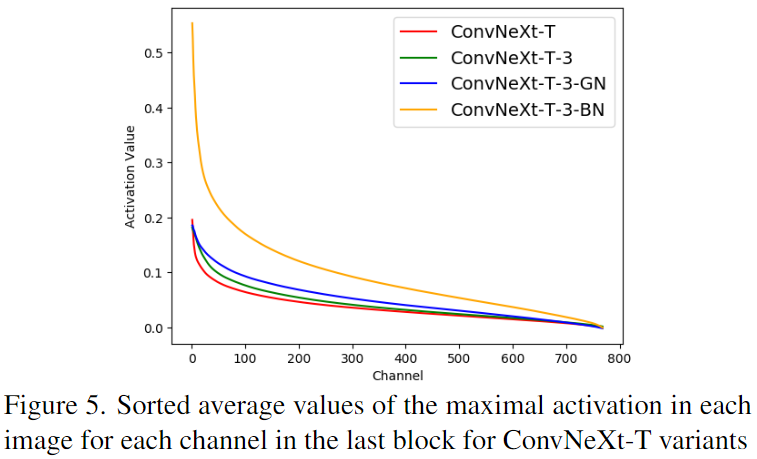 ConvNeXt-T
ConvNeXt-T-3
ConvNeXt-T-3-GN
ConvNeXt-T-3-BN
Activation Value
0.5
0.4
0.3
0.2
0.1
0.0
0 100 200 300 400 500 600 700 800
Channel
Figure 5. Sorted average values of the maximal activation in each
image for each channel in the last block for ConvNeXt-T variants